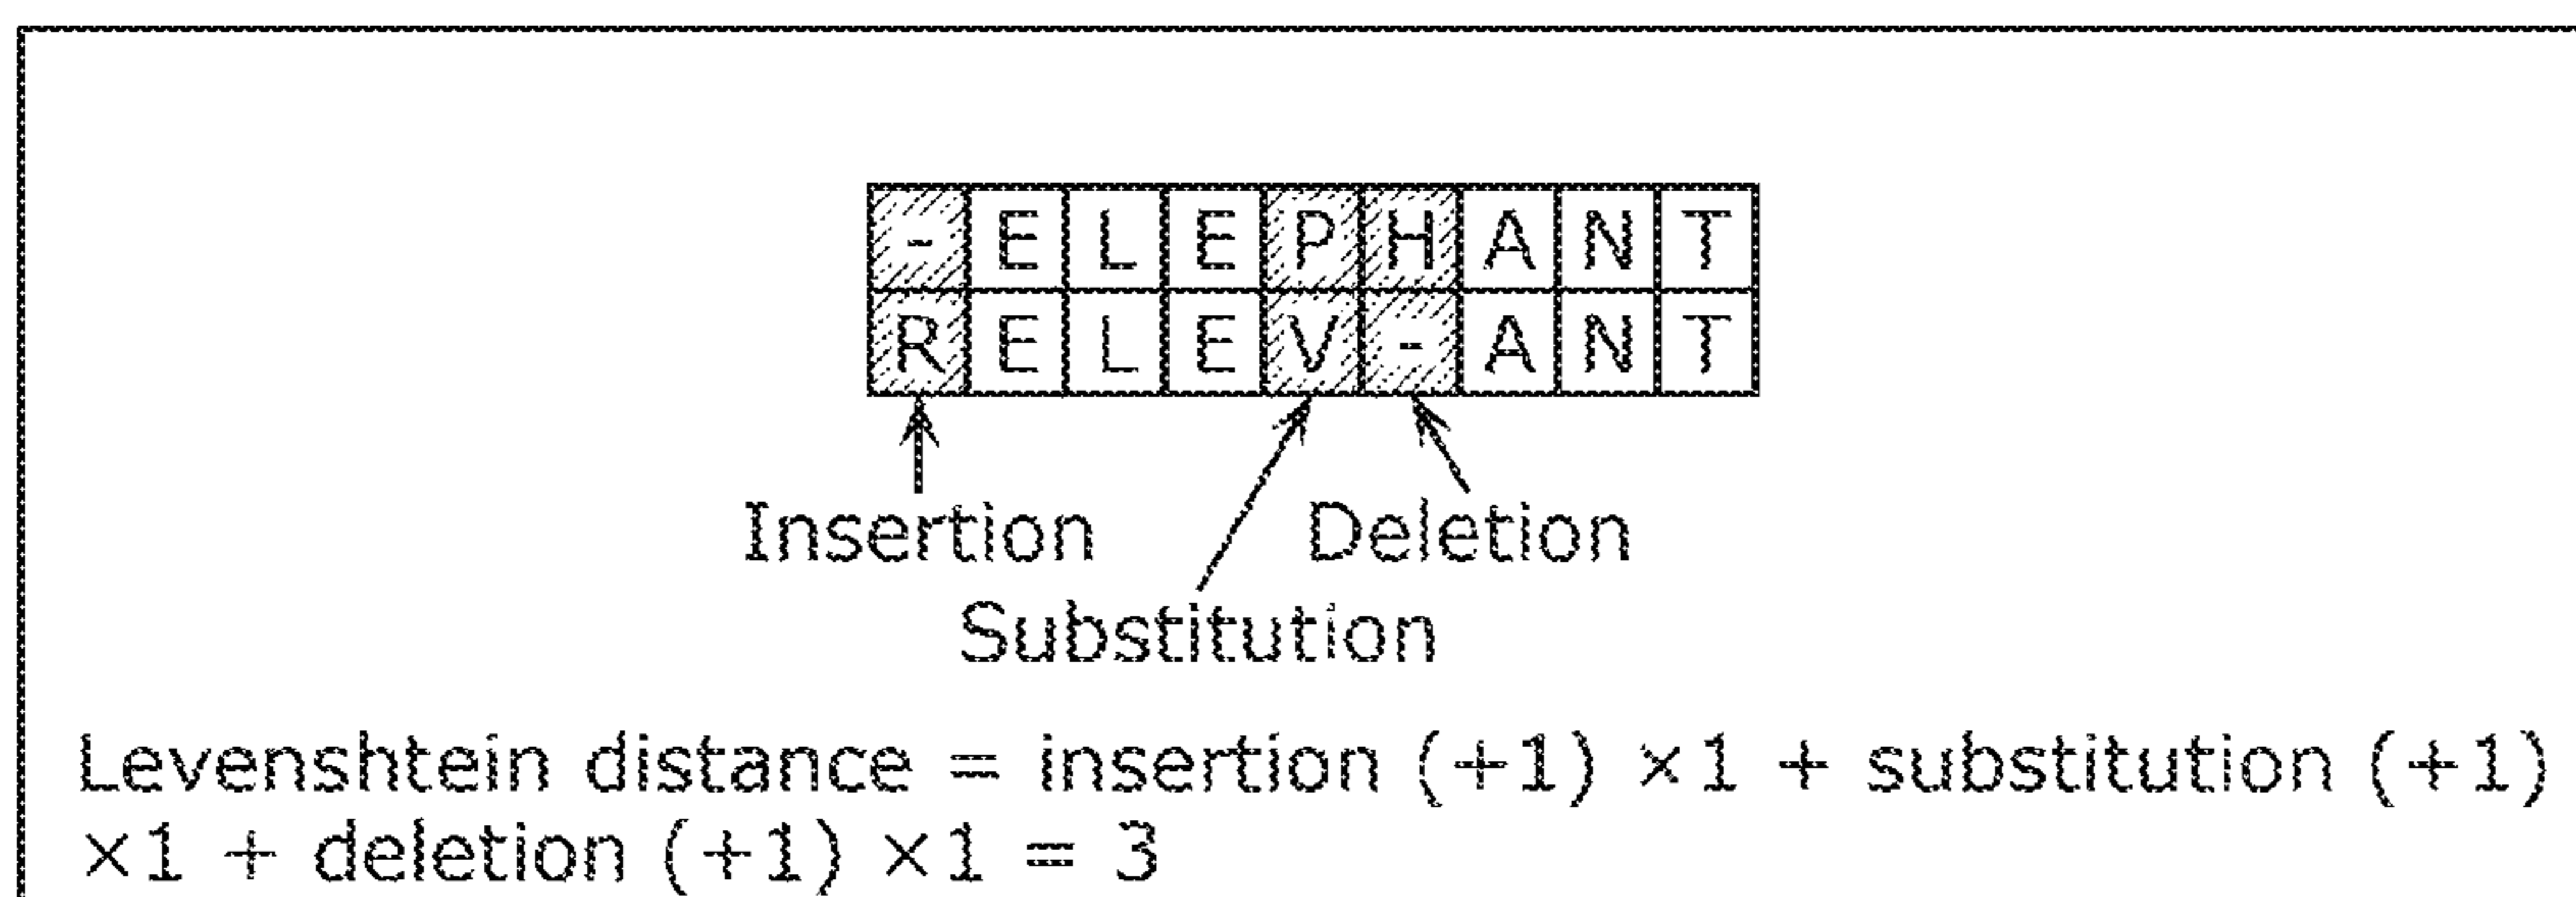 - E L E P H A N T
R E L E V - A N T
Insertion Deletion
Substitution
Levenshtein distance = insertion (+1) ×1 + substitution (+1)
×1 + deletion (+1) ×1 = 3